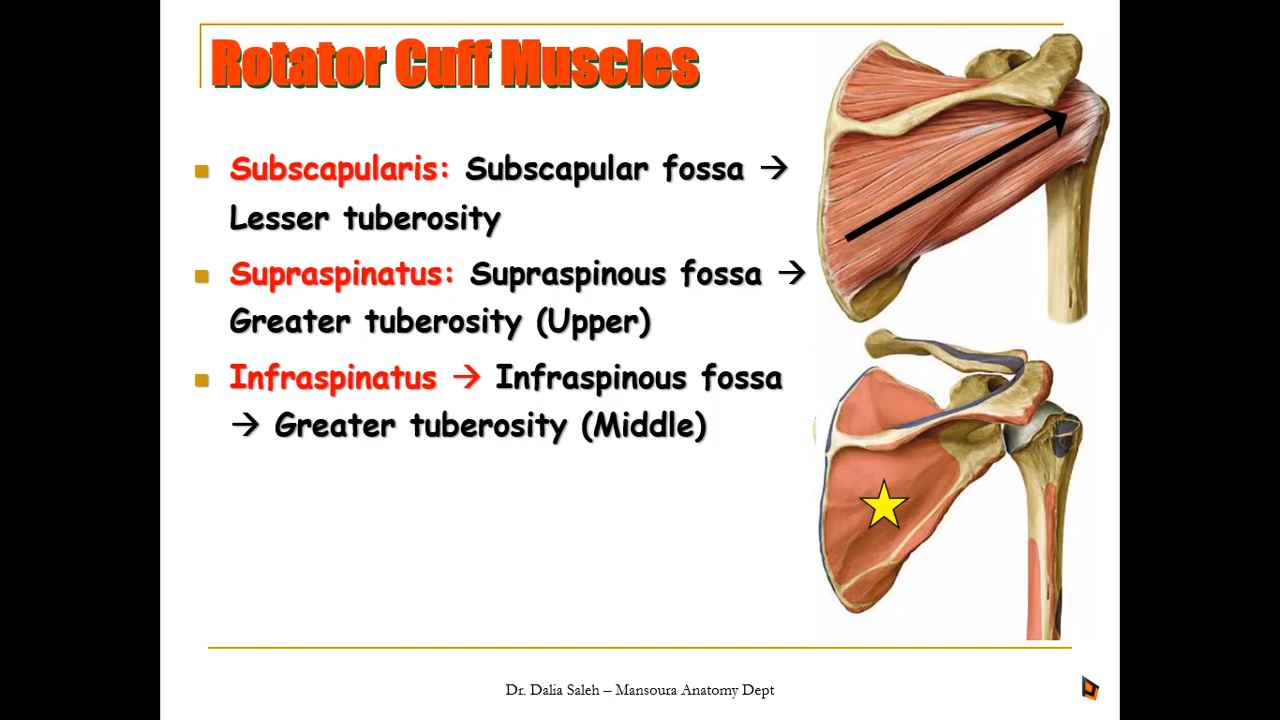 Rotator Cuff Muscles
Subscapularis: Subscapular fossa →
Lesser tuberosity
Supraspinatus: Supraspinous fossa →
Greater tuberosity (Upper)
Infraspinatus → Infraspinous fossa
→ Greater tuberosity (Middle)
Dr. Dalia Saleh – Mansoura Anatomy Dept